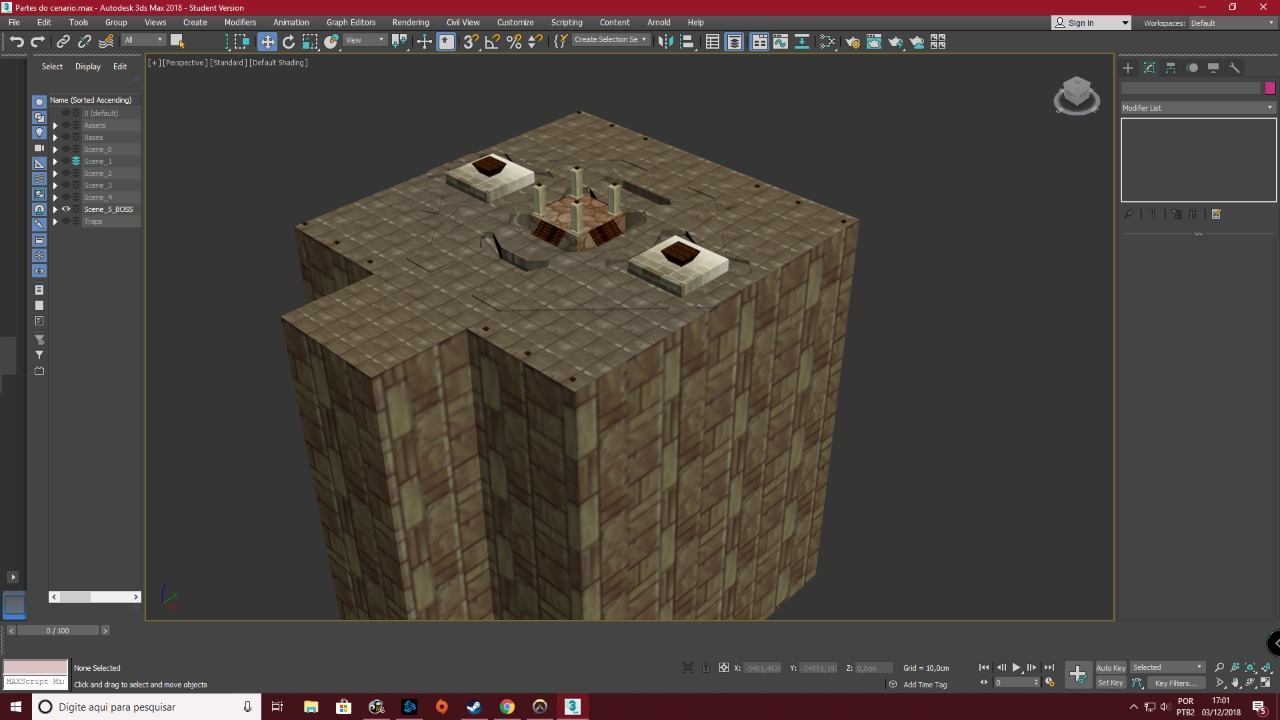 Partes do cenario.max - Autodesk 3ds Max 2018 - Student Version
File Edit Tools Group Views Create Modifiers Animation Graph Editors Rendering Civil View Customize Scripting Content Arnold Help
Sign In
Workspaces: Default
All
View
Create Selection Se
Select Display Edit
[+] [Perspective] [Standard] [Default Shading]
Name (Sorted Ascending)
0 (default)
Assets
Bases
Scene_0
Scene_1
Scene_2
Scene_3
Scene_4
Scene_5_BOSS
Traps
Modifier List
0 / 100
None Selected
X:
Y:
Z: 0,0cm
Grid = 10,0cm
Auto Key
Selected
MAXScript Mi
Click and drag to select and move objects
Add Time Tag
0
Set Key
Key Filters...
Digite aqui para pesquisar
POR
PTB2
17:01
03/12/2018